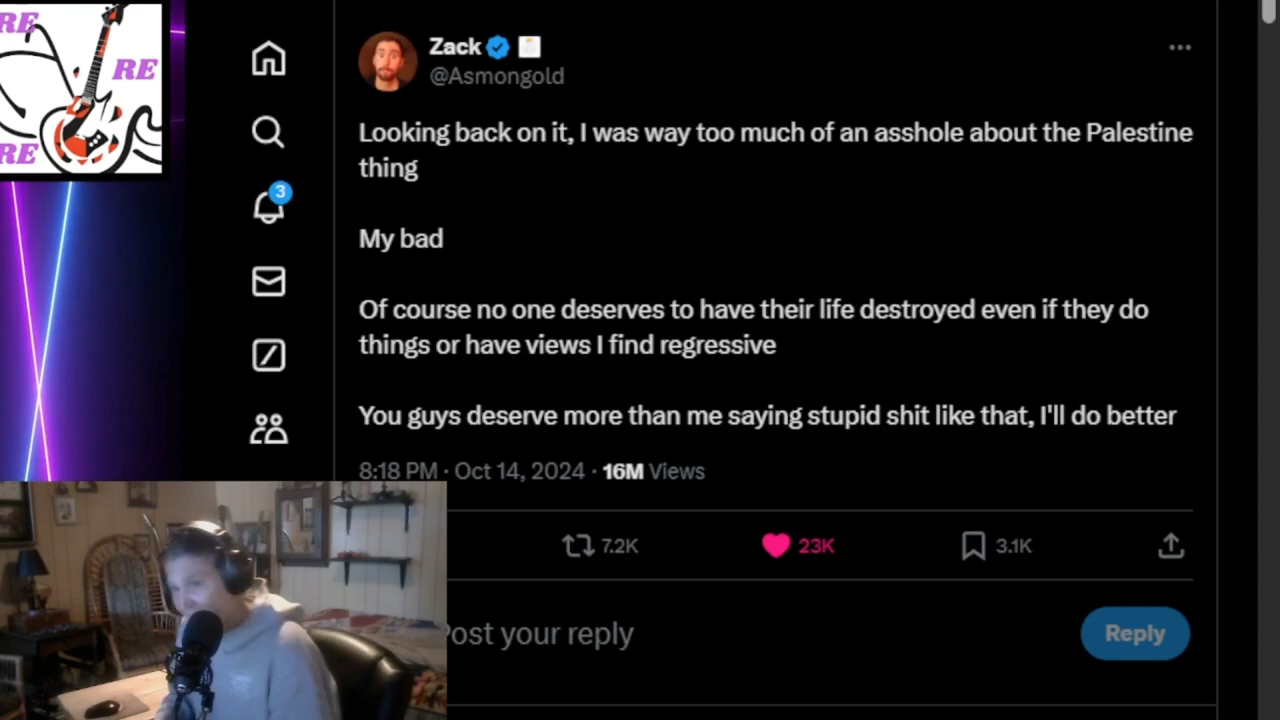 RE
RE
RE
Zack
@Asmongold
Looking back on it, I was way too much of an asshole about the Palestine
thing
My bad
Of course no one deserves to have their life destroyed even if they do
things or have views I find regressive
You guys deserve more than me saying stupid shit like that, I'll do better
8:18 PM · Oct 14, 2024 · 16M Views
7.2K 23K 3.1K
Post your reply
Reply
3